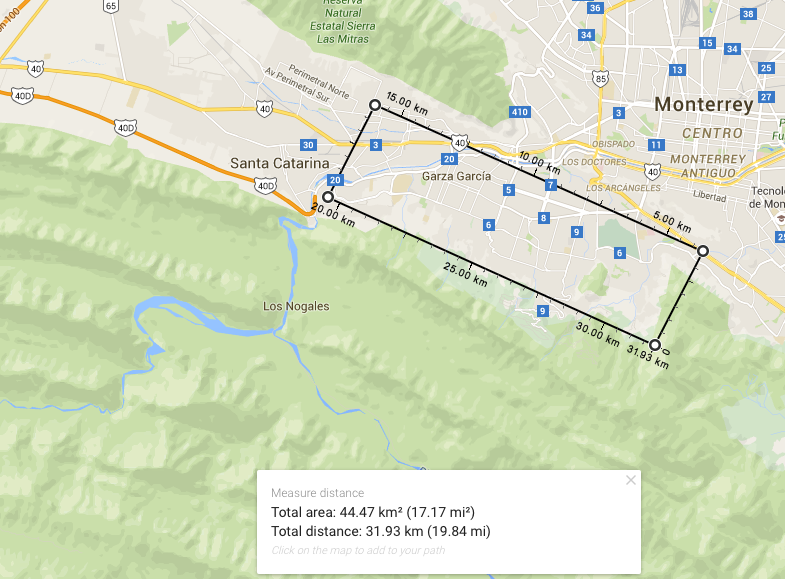 Reserva
Natural
Estatal Sierra
Las Mitras
65
36
38
34
15
34
40
85
13
25
40D
Perimetral Norte
Av Perimetral Sur
15.00 km
27
40
410
3
Monterrey
40D
30
3
40
OBISPADO
11
CENTRO
Santa Catarina
20
10.00 km
LOS DOCTORES
40
MONTERREY
ANTIGUO
40D
20
Garza García
5
7
LOS ARCÁNGELES
Libertad
Tecnolo
de Mon
20.00 km
6
8
9
5.00 km
25
6
25.00 km
Los Nogales
9
30.00 km
31.93 km
0
Measure distance
Total area: 44.47 km² (17.17 mi²)
Total distance: 31.93 km (19.84 mi)
Click on the map to add to your path